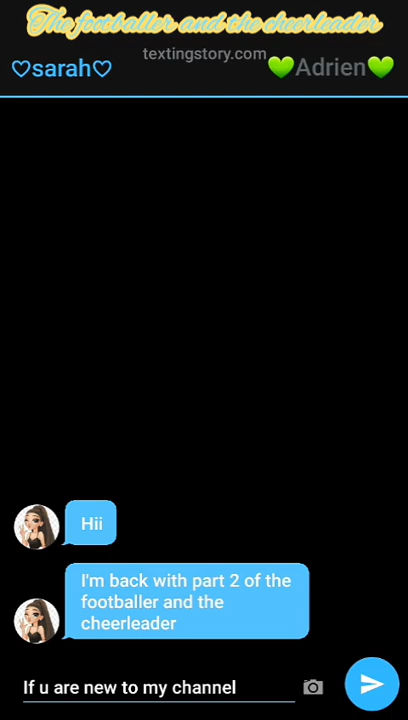 The footballer and the cheerleader
textingstory.com
♡sarah♡ 💚Adrien💚
Hii
I'm back with part 2 of the
footballer and the
cheerleader
If u are new to my channel